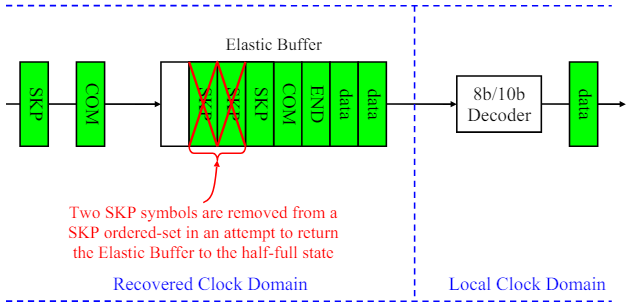 Elastic Buffer
SKP
COM
SKP
SKP
SKP
COM
END
data
data
8b/10b
Decoder
data
Two SKP symbols are removed from a
SKP ordered-set in an attempt to return
the Elastic Buffer to the half-full state
Recovered Clock Domain
Local Clock Domain